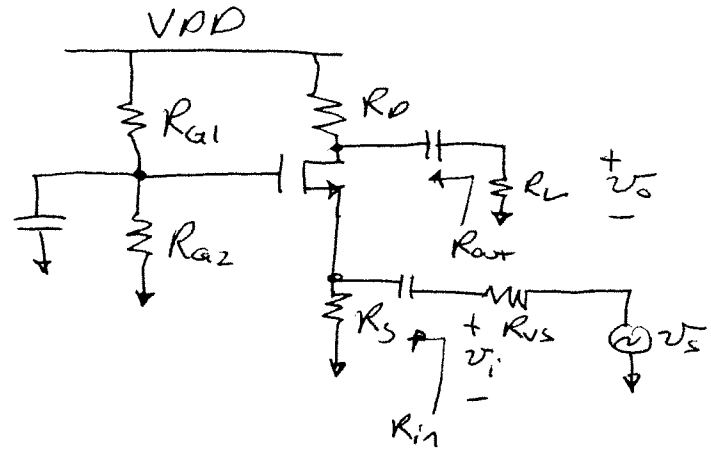 VDD
RG1
RD
RG2
RL
+
vo
−
Rout
RS
+
vi
−
RVS
vs
Rin